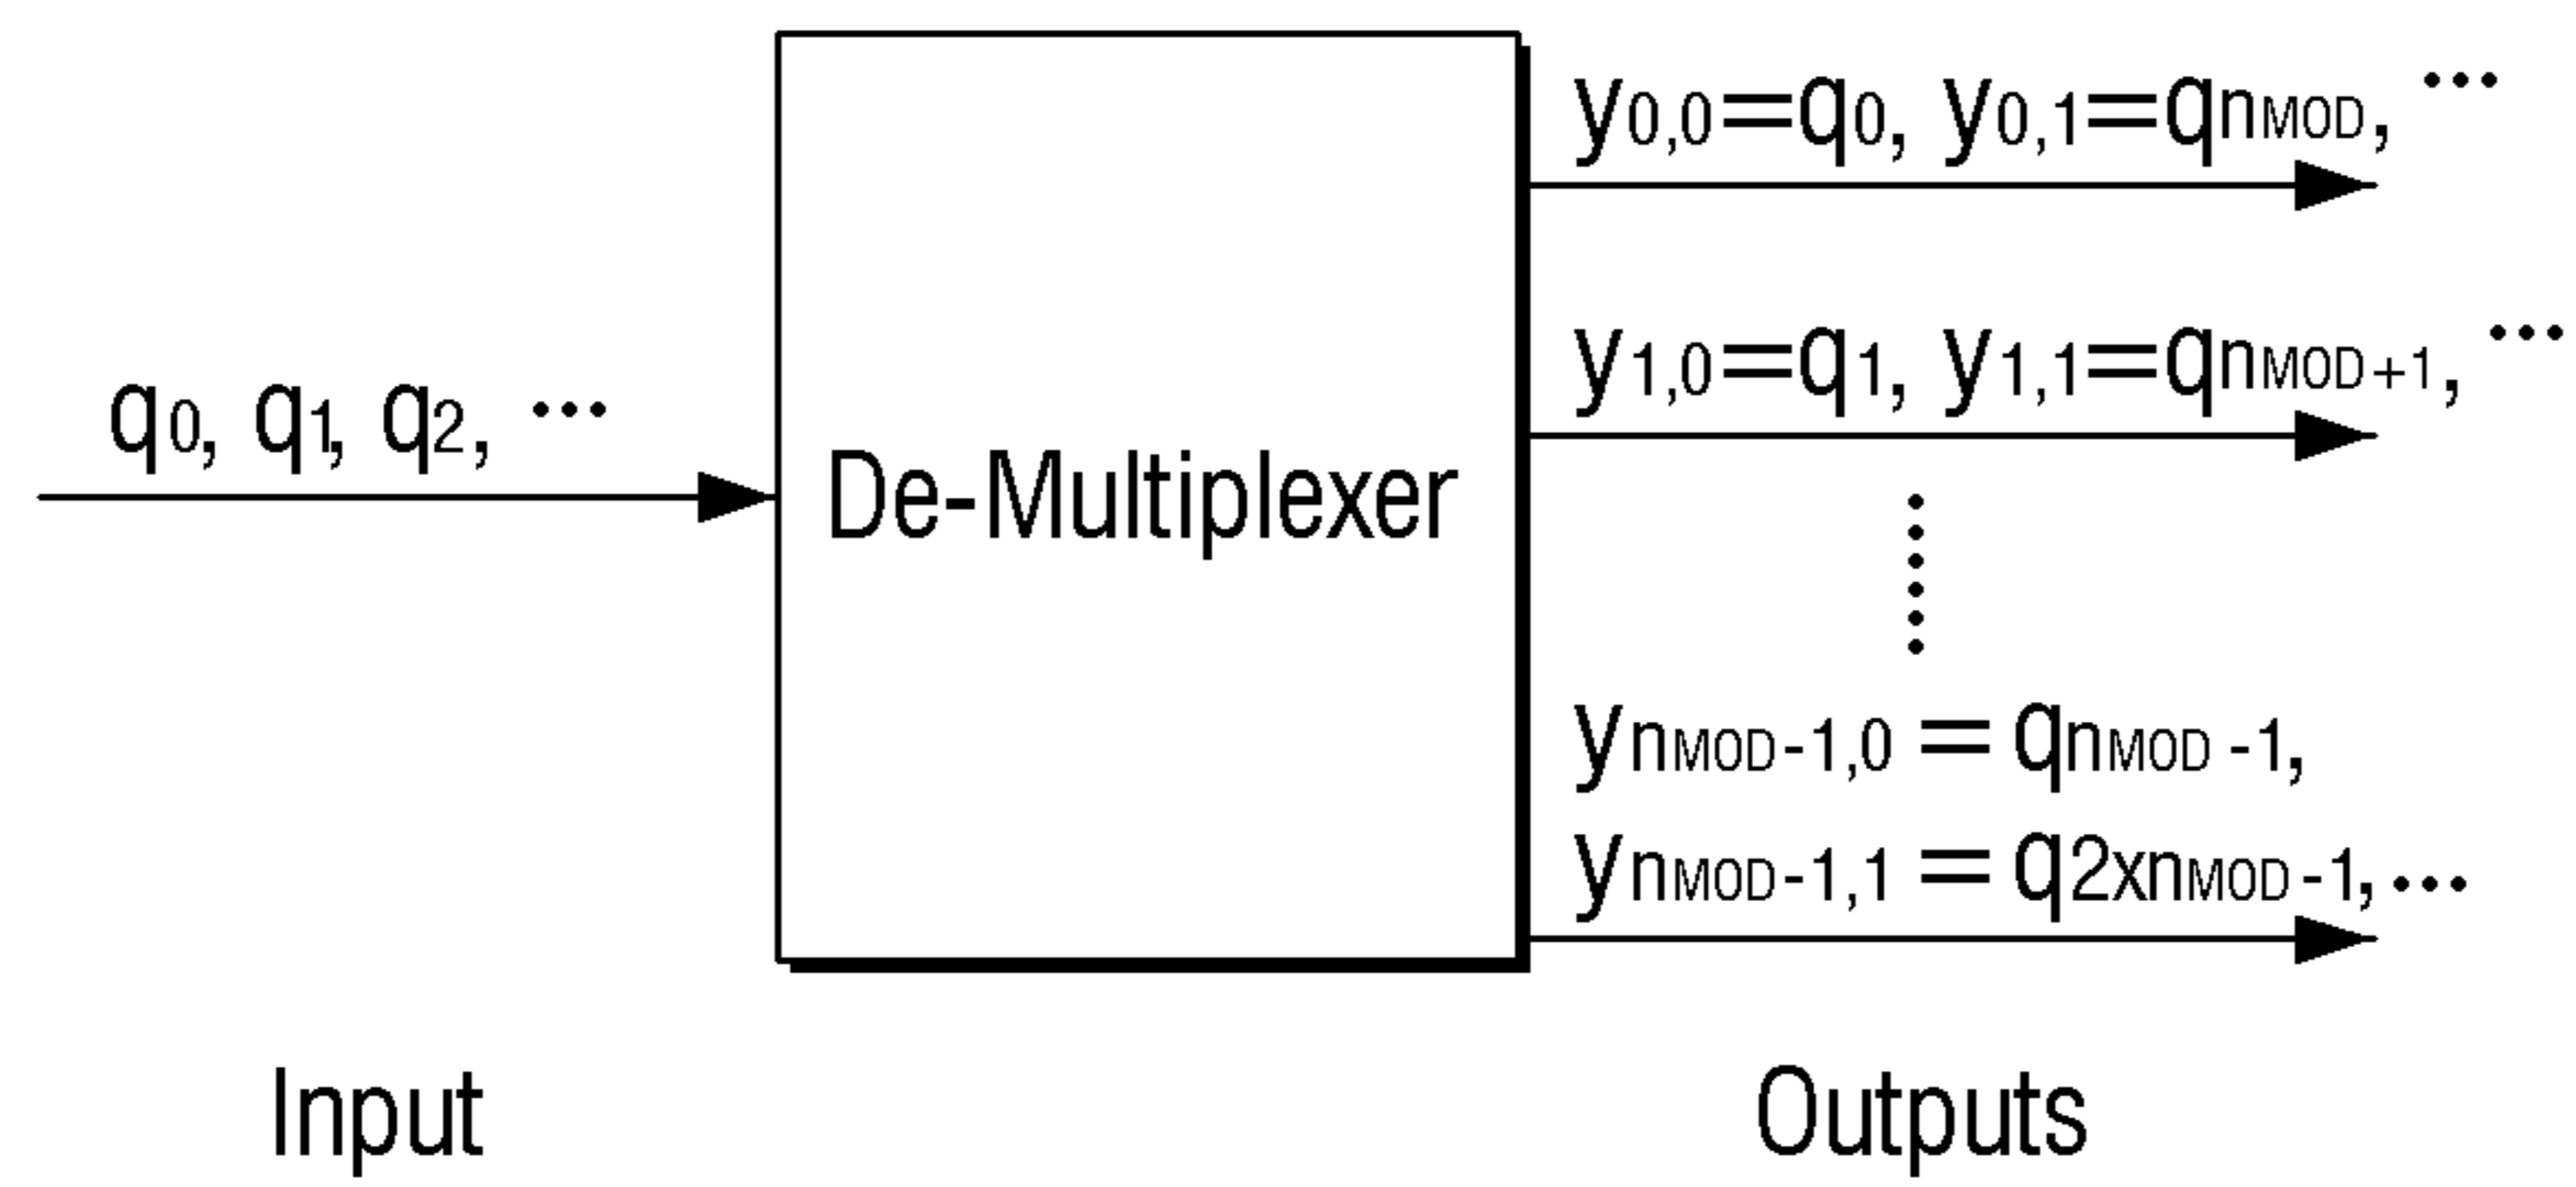 y0,0=q0, y0,1=qnMOD, •••
y1,0=q1, y1,1=qnMOD+1, •••
q0, q1, q2, •••
De-Multiplexer
ynMOD-1,0 = qnMOD -1,
ynMOD-1,1 = q2xnMOD -1, •••
Input
Outputs